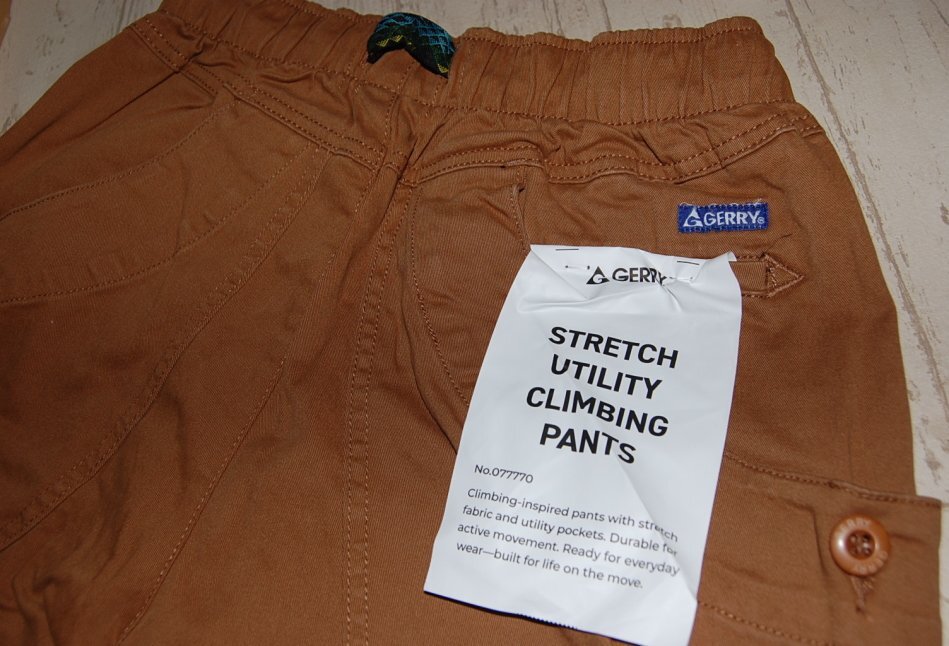 GERRY®
GERRY
STRETCH
UTILITY
CLIMBING
PANTS
No.077770
Climbing-inspired pants with stretch
fabric and utility pockets. Durable for
active movement. Ready for everyday
wear—built for life on the move.